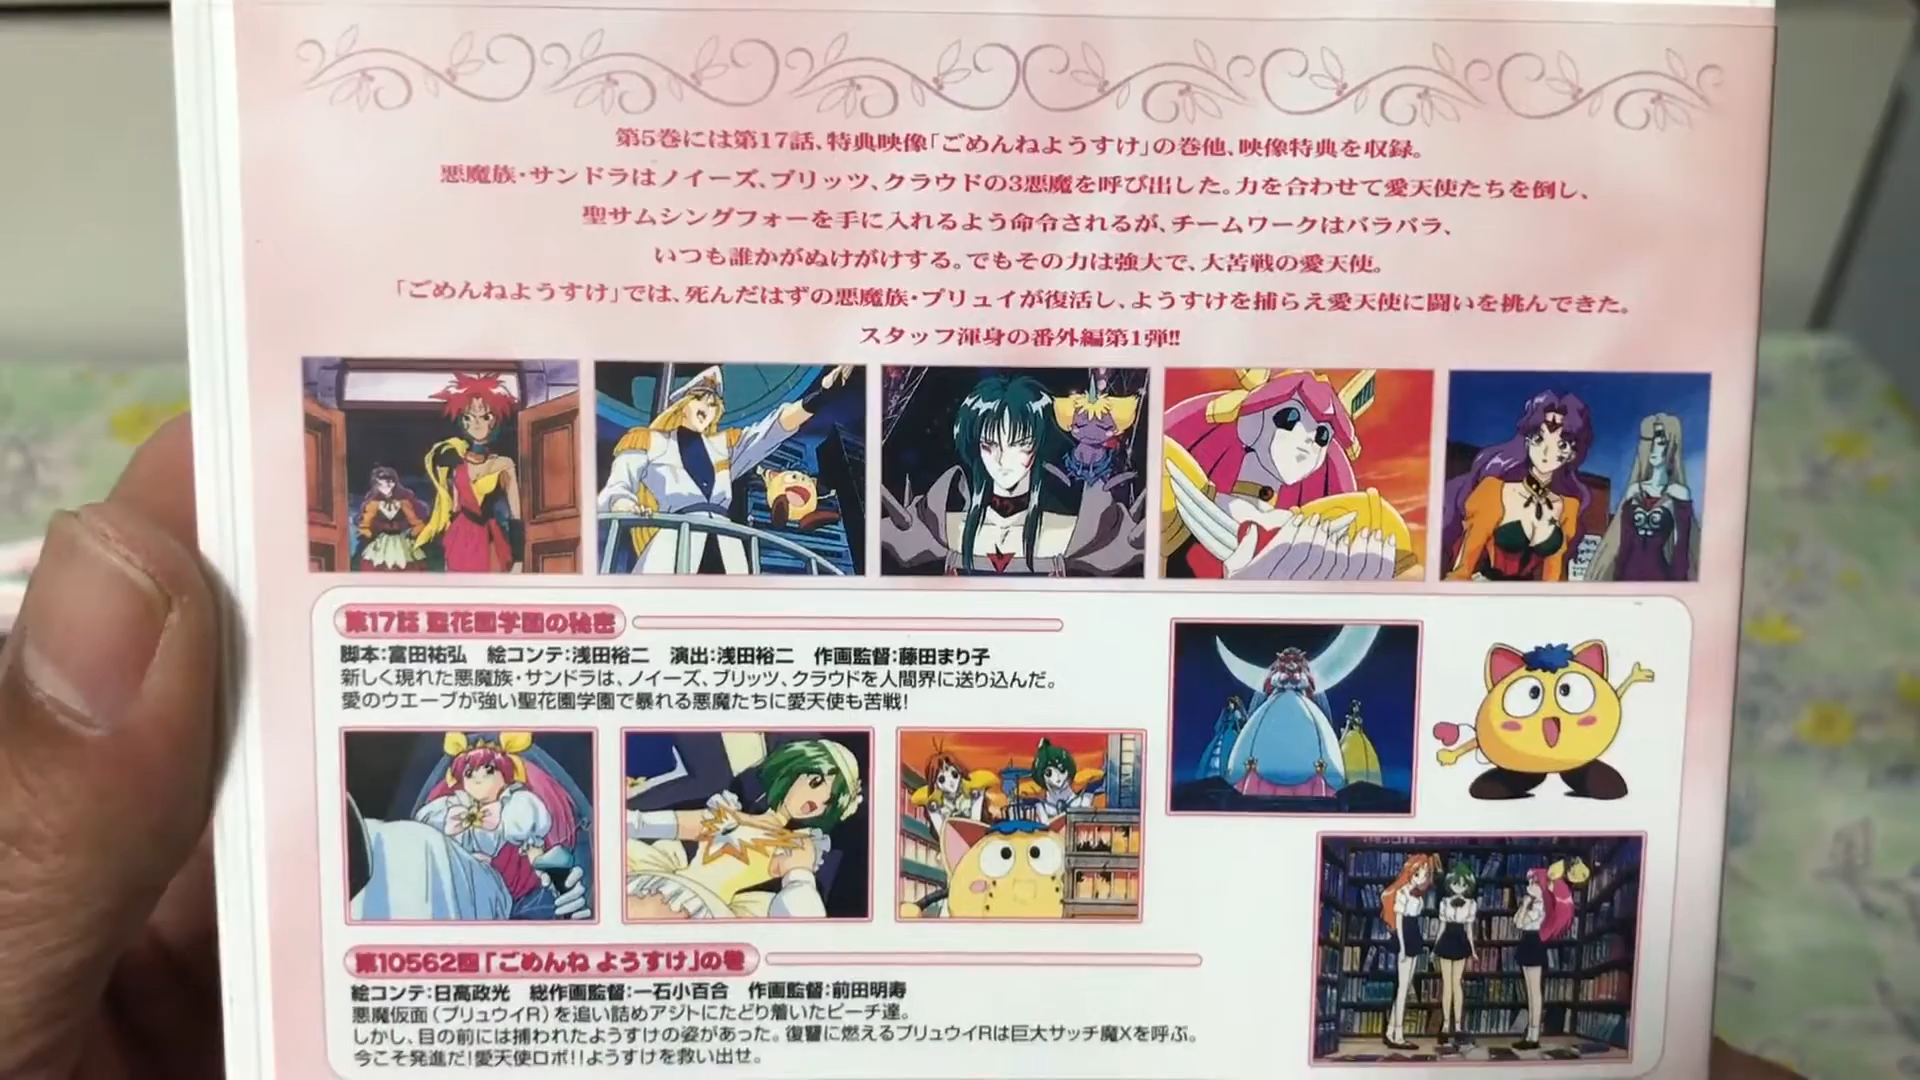 第5巻には第17話、特典映像「ごめんねようすけ」の巻他、映像特典を収録。
悪魔族・サンドラはノイーズ、ブリッツ、クラウドの3悪魔を呼び出した。力を合わせて愛天使たちを倒し、
聖サムシングフォーを手に入れるよう命令されるが、チームワークはバラバラ、
いつも誰かがぬけがけする。でもその力は強大で、大苦戦の愛天使。
「ごめんねようすけ」では、死んだはずの悪魔族・プリュイが復活し、ようすけを捕らえ愛天使に闘いを挑んできた。
スタッフ渾身の番外編第1弾!!
第17話 聖花園学園の秘密
脚本:富田祐弘 絵コンテ:浅田裕二 演出:浅田裕二 作画監督:藤田まり子
新しく現れた悪魔族・サンドラは、ノイーズ、ブリッツ、クラウドを人間界に送り込んだ。
愛のウエーブが強い聖花園学園で暴れる悪魔たちに愛天使も苦戦!
第10562回「ごめんね ようすけ」の巻
絵コンテ:日高政光 総作画監督:一石小百合 作画監督:前田明寿
悪魔仮面(プリュウイR)を追い詰めアジトにたどり着いたピーチ達。
しかし、目の前には捕われたようすけの姿があった。復讐に燃えるプリュウイRは巨大サッチ魔Xを呼ぶ。
今こそ発進だ!愛天使ロボ!!ようすけを救い出せ。